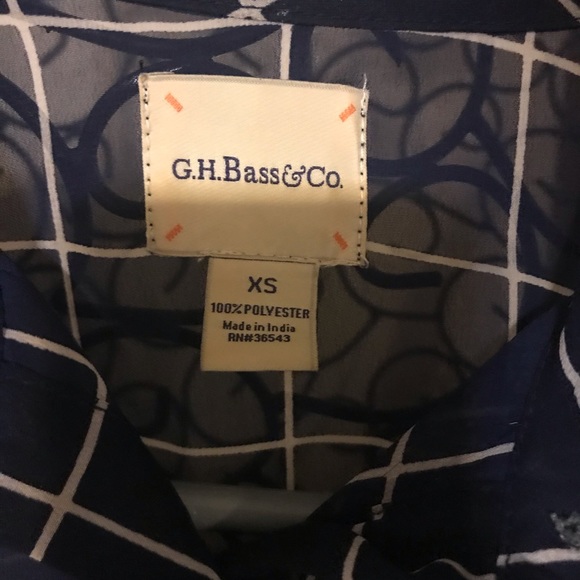 G.H.Bass&Co.
XS
100% POLYESTER
Made in India
RN#36543